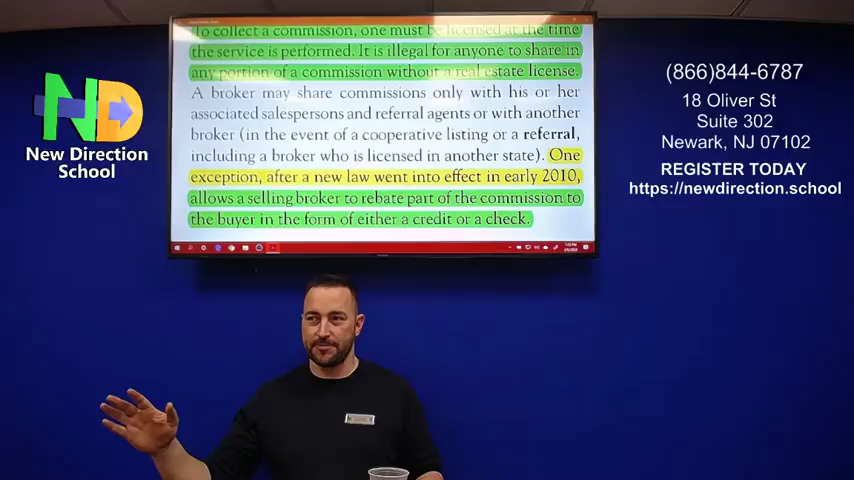 To collect a commission, one must be licensed at the time
the service is performed. It is illegal for anyone to share in
any portion of a commission without a real estate license.
A broker may share commissions only with his or her
associated salespersons and referral agents or with another
broker (in the event of a cooperative listing or a referral,
including a broker who is licensed in another state). One
exception, after a new law went into effect in early 2010,
allows a selling broker to rebate part of the commission to
the buyer in the form of either a credit or a check.
ND
New Direction
School
(866)844-6787
18 Oliver St
Suite 302
Newark, NJ 07102
REGISTER TODAY
https://newdirection.school